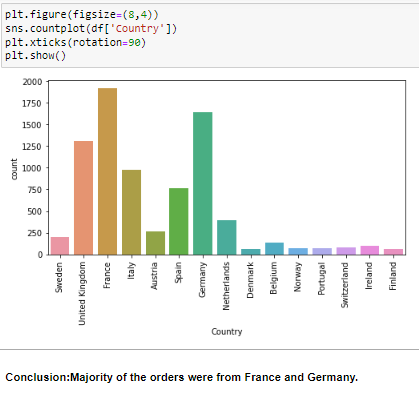 plt.figure(figsize=(8,4))
sns.countplot(df['Country'])
plt.xticks(rotation=90)
plt.show()
2000
1750
1500
1250
1000
750
500
250
0
count
Sweden
United Kingdom
France
Italy
Austria
Spain
Germany
Netherlands
Denmark
Belgium
Norway
Portugal
Switzerland
Ireland
Finland
Country
Conclusion:Majority of the orders were from France and Germany.